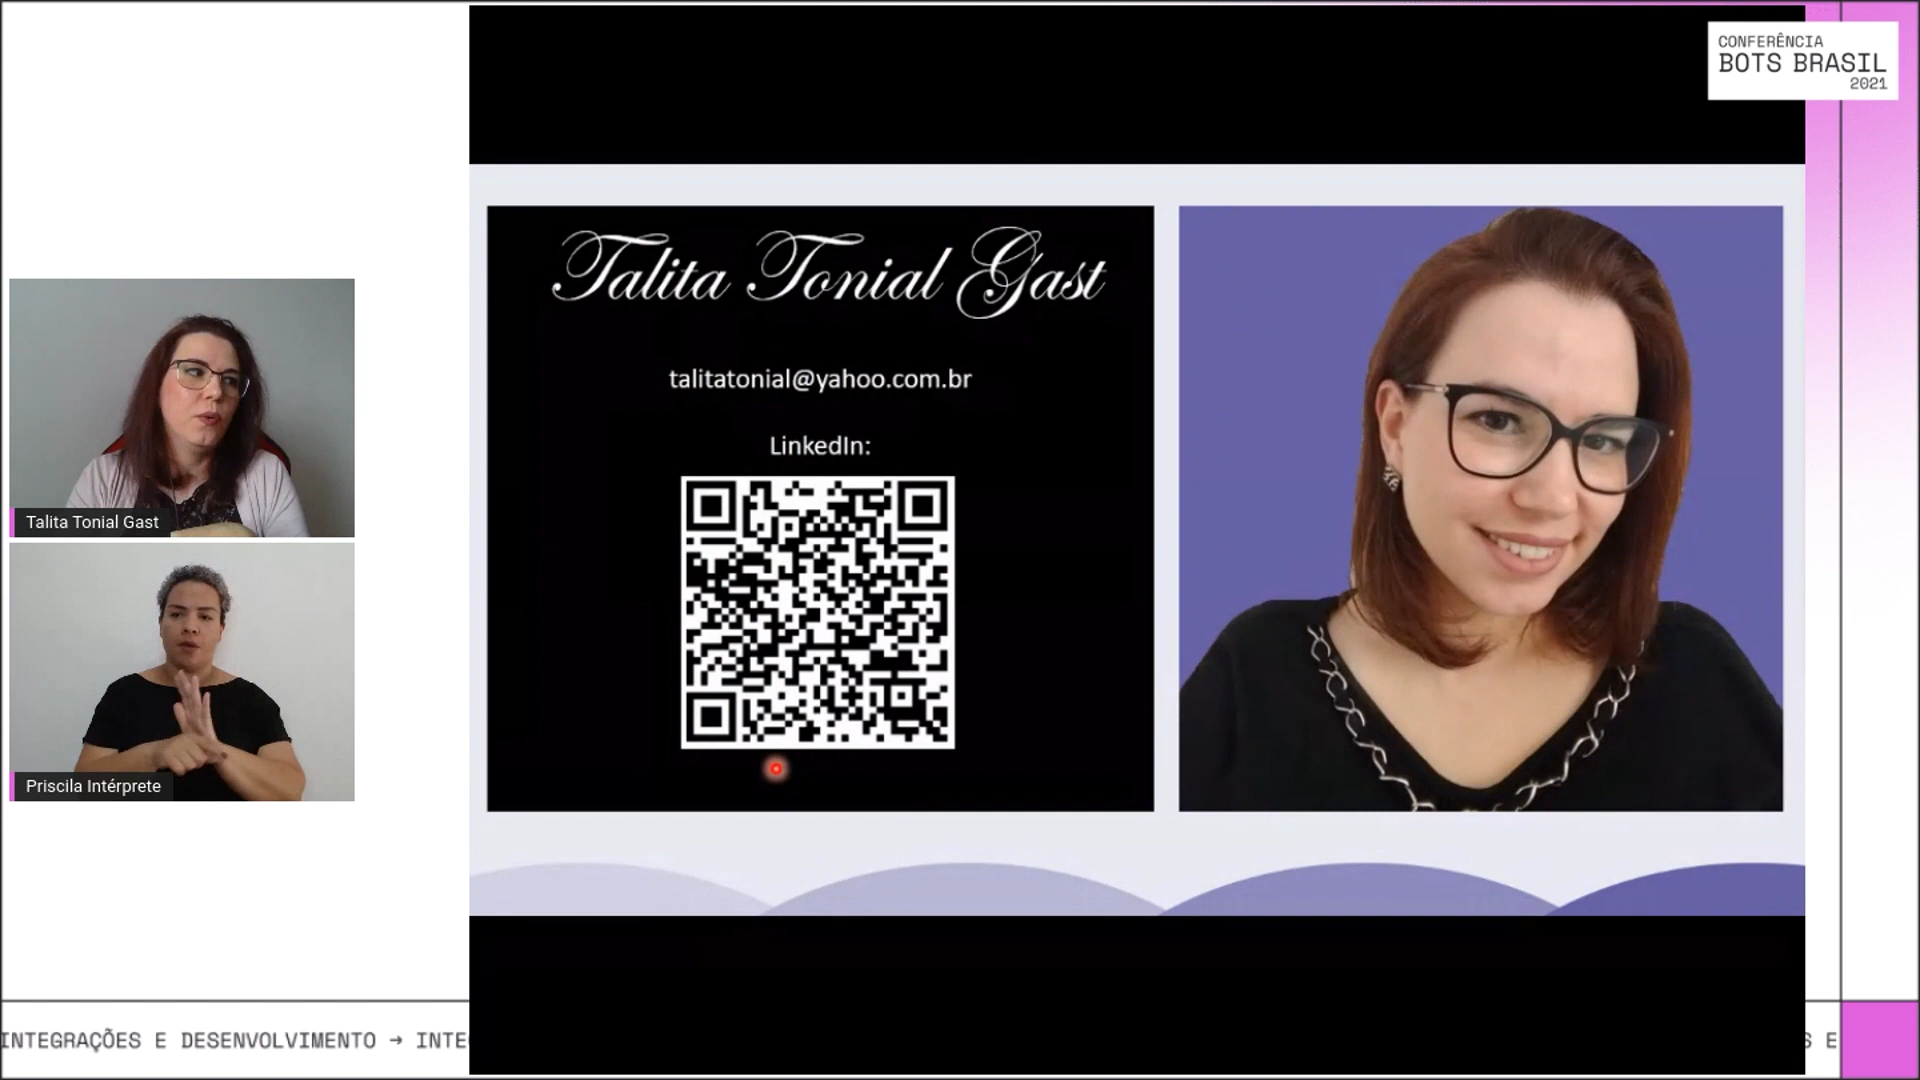 CONFERÊNCIA
BOTS BRASIL
2021
Talita Tonial Gast
talitatonial@yahoo.com.br
LinkedIn:
Talita Tonial Gast
Priscila Intérprete
INTEGRAÇÕES E DESENVOLVIMENTO → INTE
S E